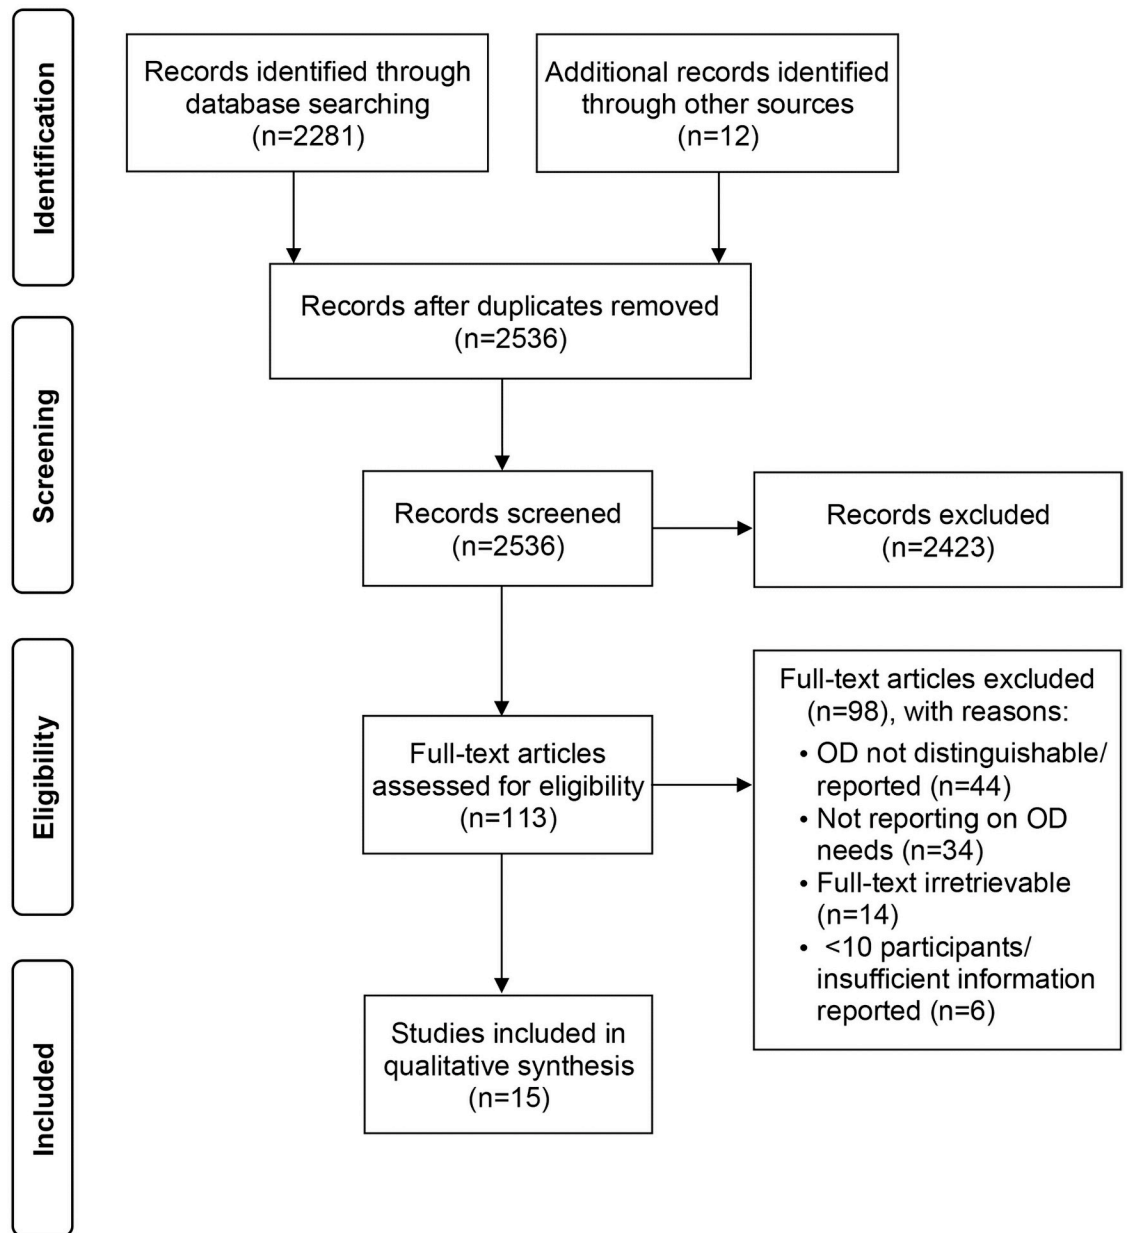 Identification
Records identified through
database searching
(n=2281)
Additional records identified
through other sources
(n=12)
Records after duplicates removed
(n=2536)
Screening
Records screened
(n=2536)
Records excluded
(n=2423)
Eligibility
Full-text articles
assessed for eligibility
(n=113)
Full-text articles excluded
(n=98), with reasons:
• OD not distinguishable/
reported (n=44)
• Not reporting on OD
needs (n=34)
• Full-text irretrievable
(n=14)
• <10 participants/
insufficient information
reported (n=6)
Included
Studies included in
qualitative synthesis
(n=15)